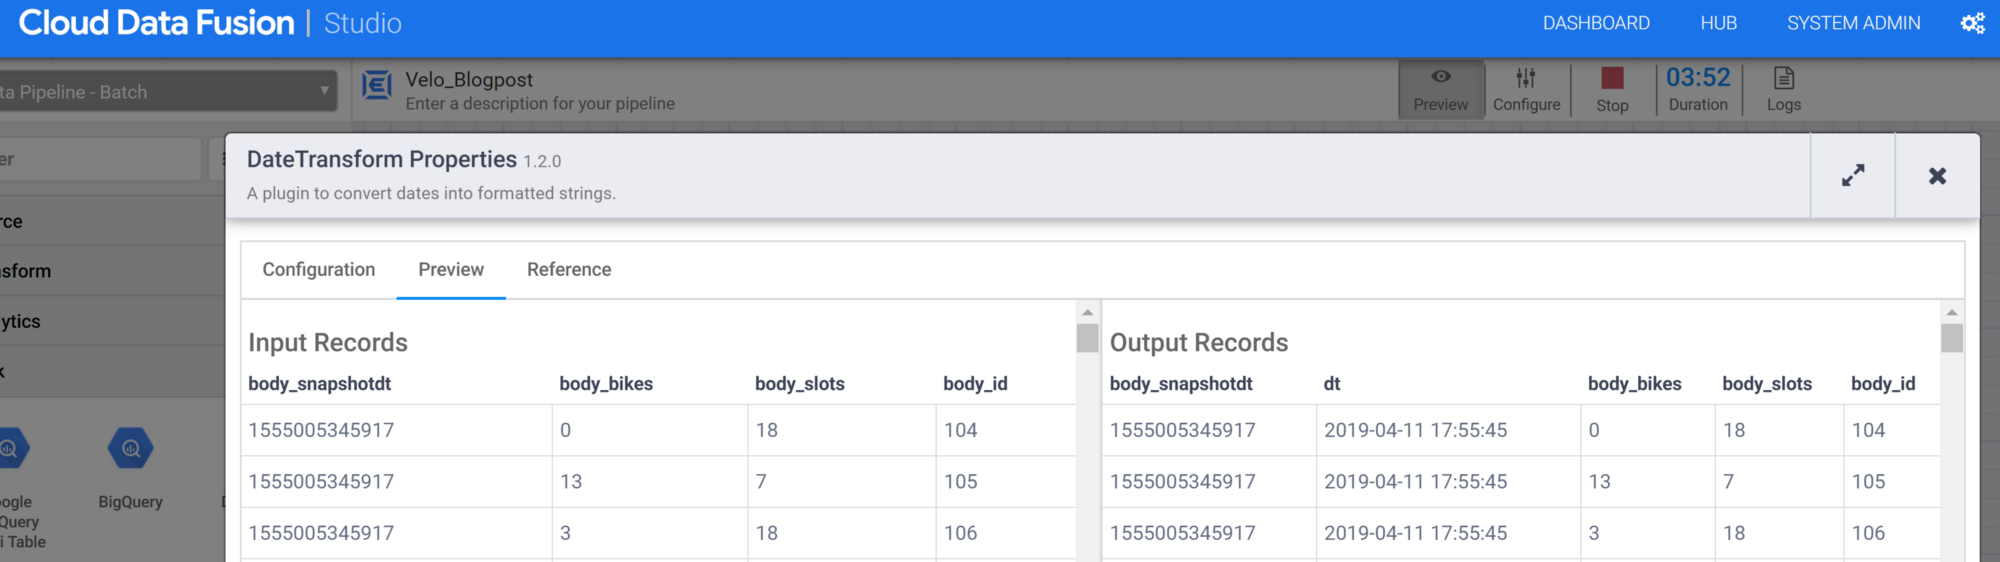 Cloud Data Fusion | Studio
DASHBOARD HUB SYSTEM ADMIN
ta Pipeline - Batch
Velo_Blogpost
Enter a description for your pipeline
Preview Configure Stop 03:52 Duration Logs
er
rce
nsform
ytics
k
ogle
Query
i Table
BigQuery
DateTransform Properties 1.2.0
A plugin to convert dates into formatted strings.
Configuration Preview Reference
Input Records
body_snapshotdt body_bikes body_slots body_id
1555005345917 0 18 104
1555005345917 13 7 105
1555005345917 3 18 106
Output Records
body_snapshotdt dt body_bikes body_slots body_id
1555005345917 2019-04-11 17:55:45 0 18 104
1555005345917 2019-04-11 17:55:45 13 7 105
1555005345917 2019-04-11 17:55:45 3 18 106